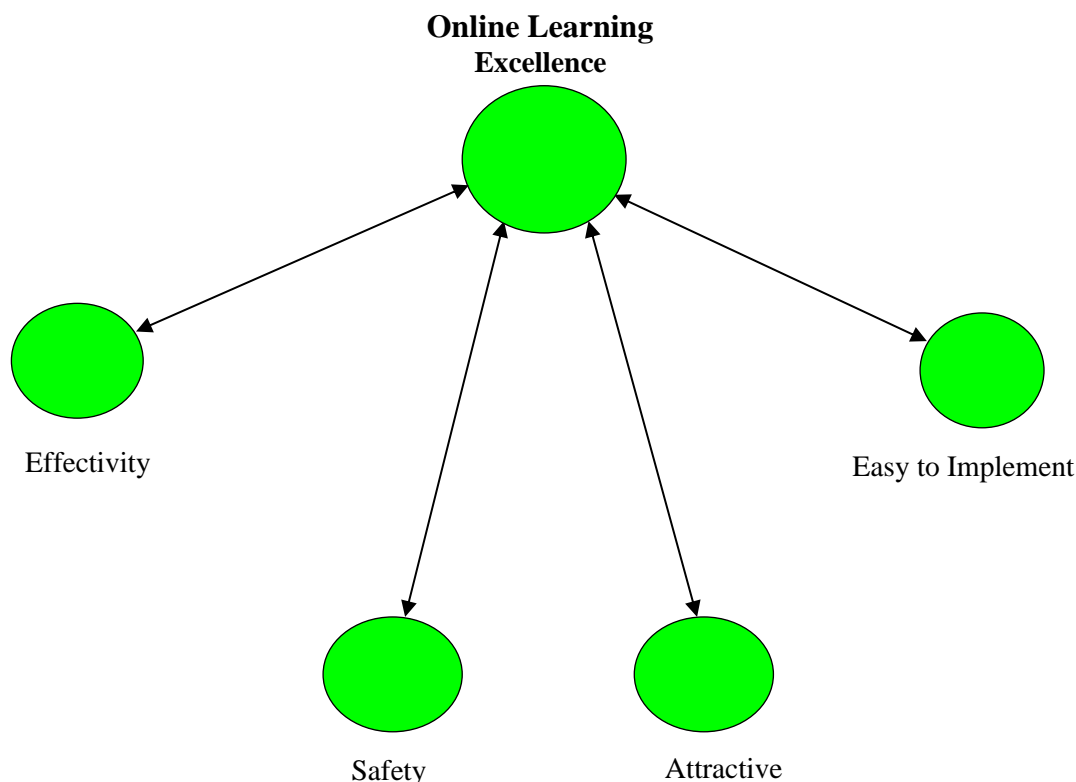 Online Learning
Excellence
Effectivity
Easy to Implement
Safety
Attractive